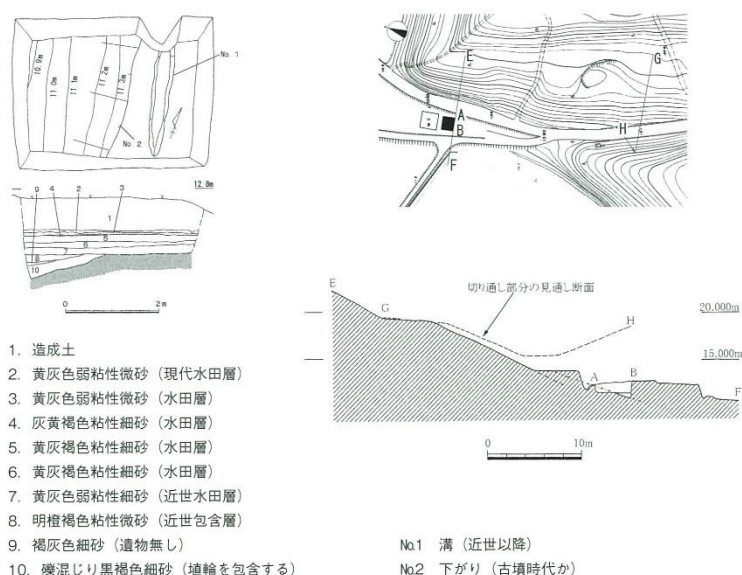 No. 1
10.9m
11.0m
11.1m
11.2m
11.3m
No. 2
9 4 2 3
12.0m
1
5
6
7
8
10
0 2m
E
G
A
B
H
F
切り通し部分の見通し断面
E
G
H
20.000m
15.000m
A
B
F
0 10m
1. 造成土
2. 黄灰色弱粘性微砂（現代水田層）
3. 黄灰色弱粘性微砂（水田層）
4. 灰黄褐色粘性細砂（水田層）
5. 黄灰褐色粘性細砂（水田層）
6. 黄灰褐色粘性細砂（水田層）
7. 黄灰色弱粘性細砂（近世水田層）
8. 明橙褐色粘性微砂（近世包含層）
9. 褐灰色細砂（遺物無し）
10. 礫混じり黒褐色細砂（埴輪を包含する）
No.1 溝（近世以降）
No.2 下がり（古墳時代か）